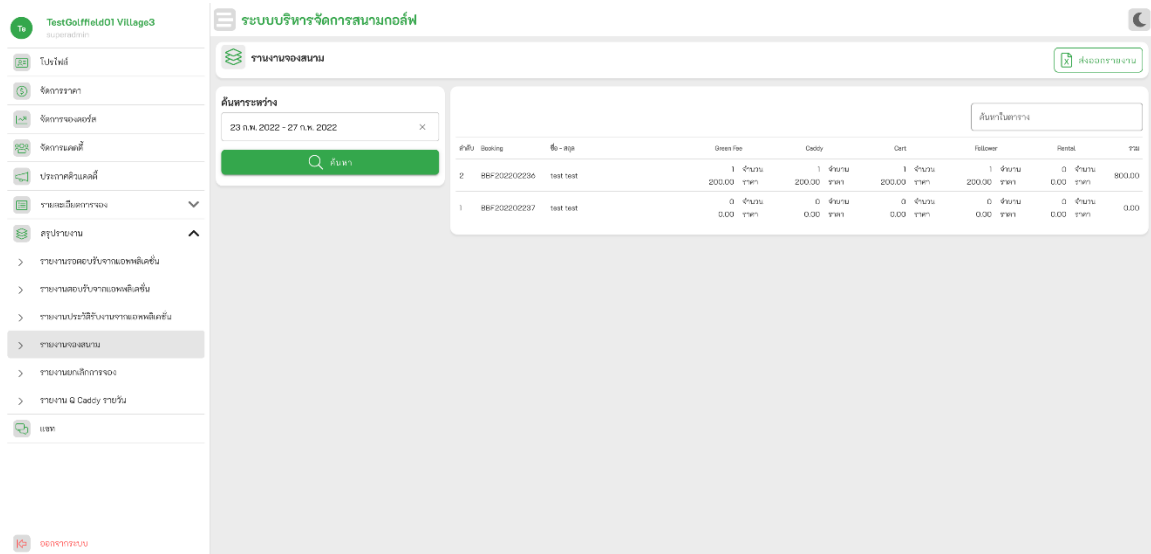 Te
TestGolffield01 Village3
superadmin
โปรไฟล์
จัดการราคา
จัดการจองคอร์ส
จัดการแคดดี้
ประกาศคิวแคดดี้
รายละเอียดการจอง
สรุปรายงาน
รายงานรอตอบรับจากแอพพลิเคชั่น
รายงานตอบรับจากแอพพลิเคชั่น
รายงานประวัติรับงานจากแอพพลิเคชั่น
รายงานจองสนาม
รายงานยกเลิกการจอง
รายงาน Q Caddy รายวัน
แชท
ออกจากระบบ
ระบบบริหารจัดการสนามกอล์ฟ
รานงานจองสนาม
ส่งออกรายงาน
ค้นหาระหว่าง
23 ก.พ. 2022 - 27 ก.พ. 2022
ค้นหา
ค้นหาในตาราง
ลำดับ Booking ชื่อ - สกุล Green Fee Caddy Cart Follower Rental รวม
2 BBF202202236 test test 1 จำนวน 1 จำนวน 1 จำนวน 1 จำนวน 0 จำนวน 800.00
200.00 ราคา 200.00 ราคา 200.00 ราคา 200.00 ราคา 0.00 ราคา
1 BBF202202237 test test 0 จำนวน 0 จำนวน 0 จำนวน 0 จำนวน 0 จำนวน 0.00
0.00 ราคา 0.00 ราคา 0.00 ราคา 0.00 ราคา 0.00 ราคา